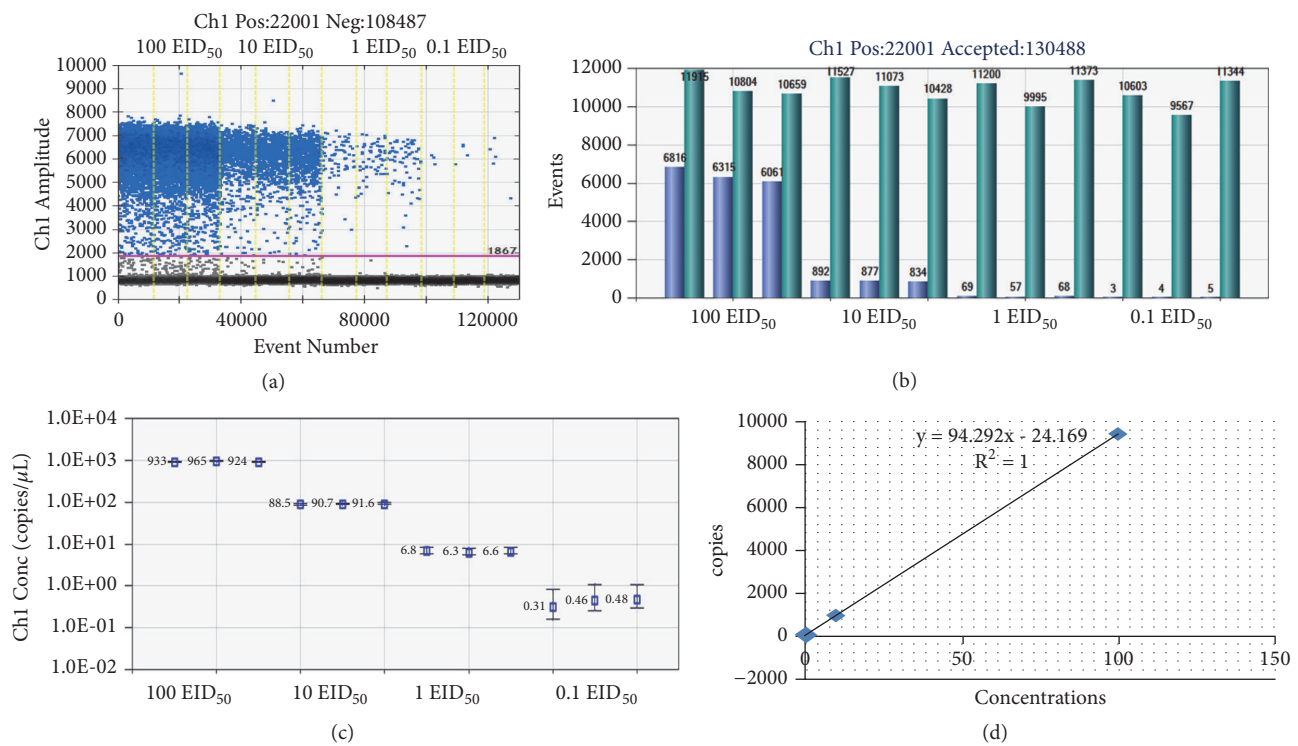 Ch1 Pos:22001 Neg:108487
100 EID50 10 EID50 1 EID50 0.1 EID50
10000
9000
8000
7000
6000
5000
4000
3000
2000
1000
0
1867
0 40000 80000 120000
Ch1 Amplitude
Event Number
(a)
Ch1 Pos:22001 Accepted:130488
12000
10000
8000
6000
4000
2000
0
Events
11915 10804 10659 11527 11073 10428 11200 9995 11373 10603 9567 11344
6816 6315 6061 892 877 834 69 57 68 3 4 5
100 EID50 10 EID50 1 EID50 0.1 EID50
(b)
1.0E+04
1.0E+03
1.0E+02
1.0E+01
1.0E+00
1.0E-01
1.0E-02
Ch1 Conc (copies/μL)
933 965 924
88.5 90.7 91.6
6.8 6.3 6.6
0.31 0.46 0.48
100 EID50 10 EID50 1 EID50 0.1 EID50
(c)
10000
8000
6000
4000
2000
0
−2000
copies
y = 94.292x - 24.169
R² = 1
0 50 100 150
Concentrations
(d)